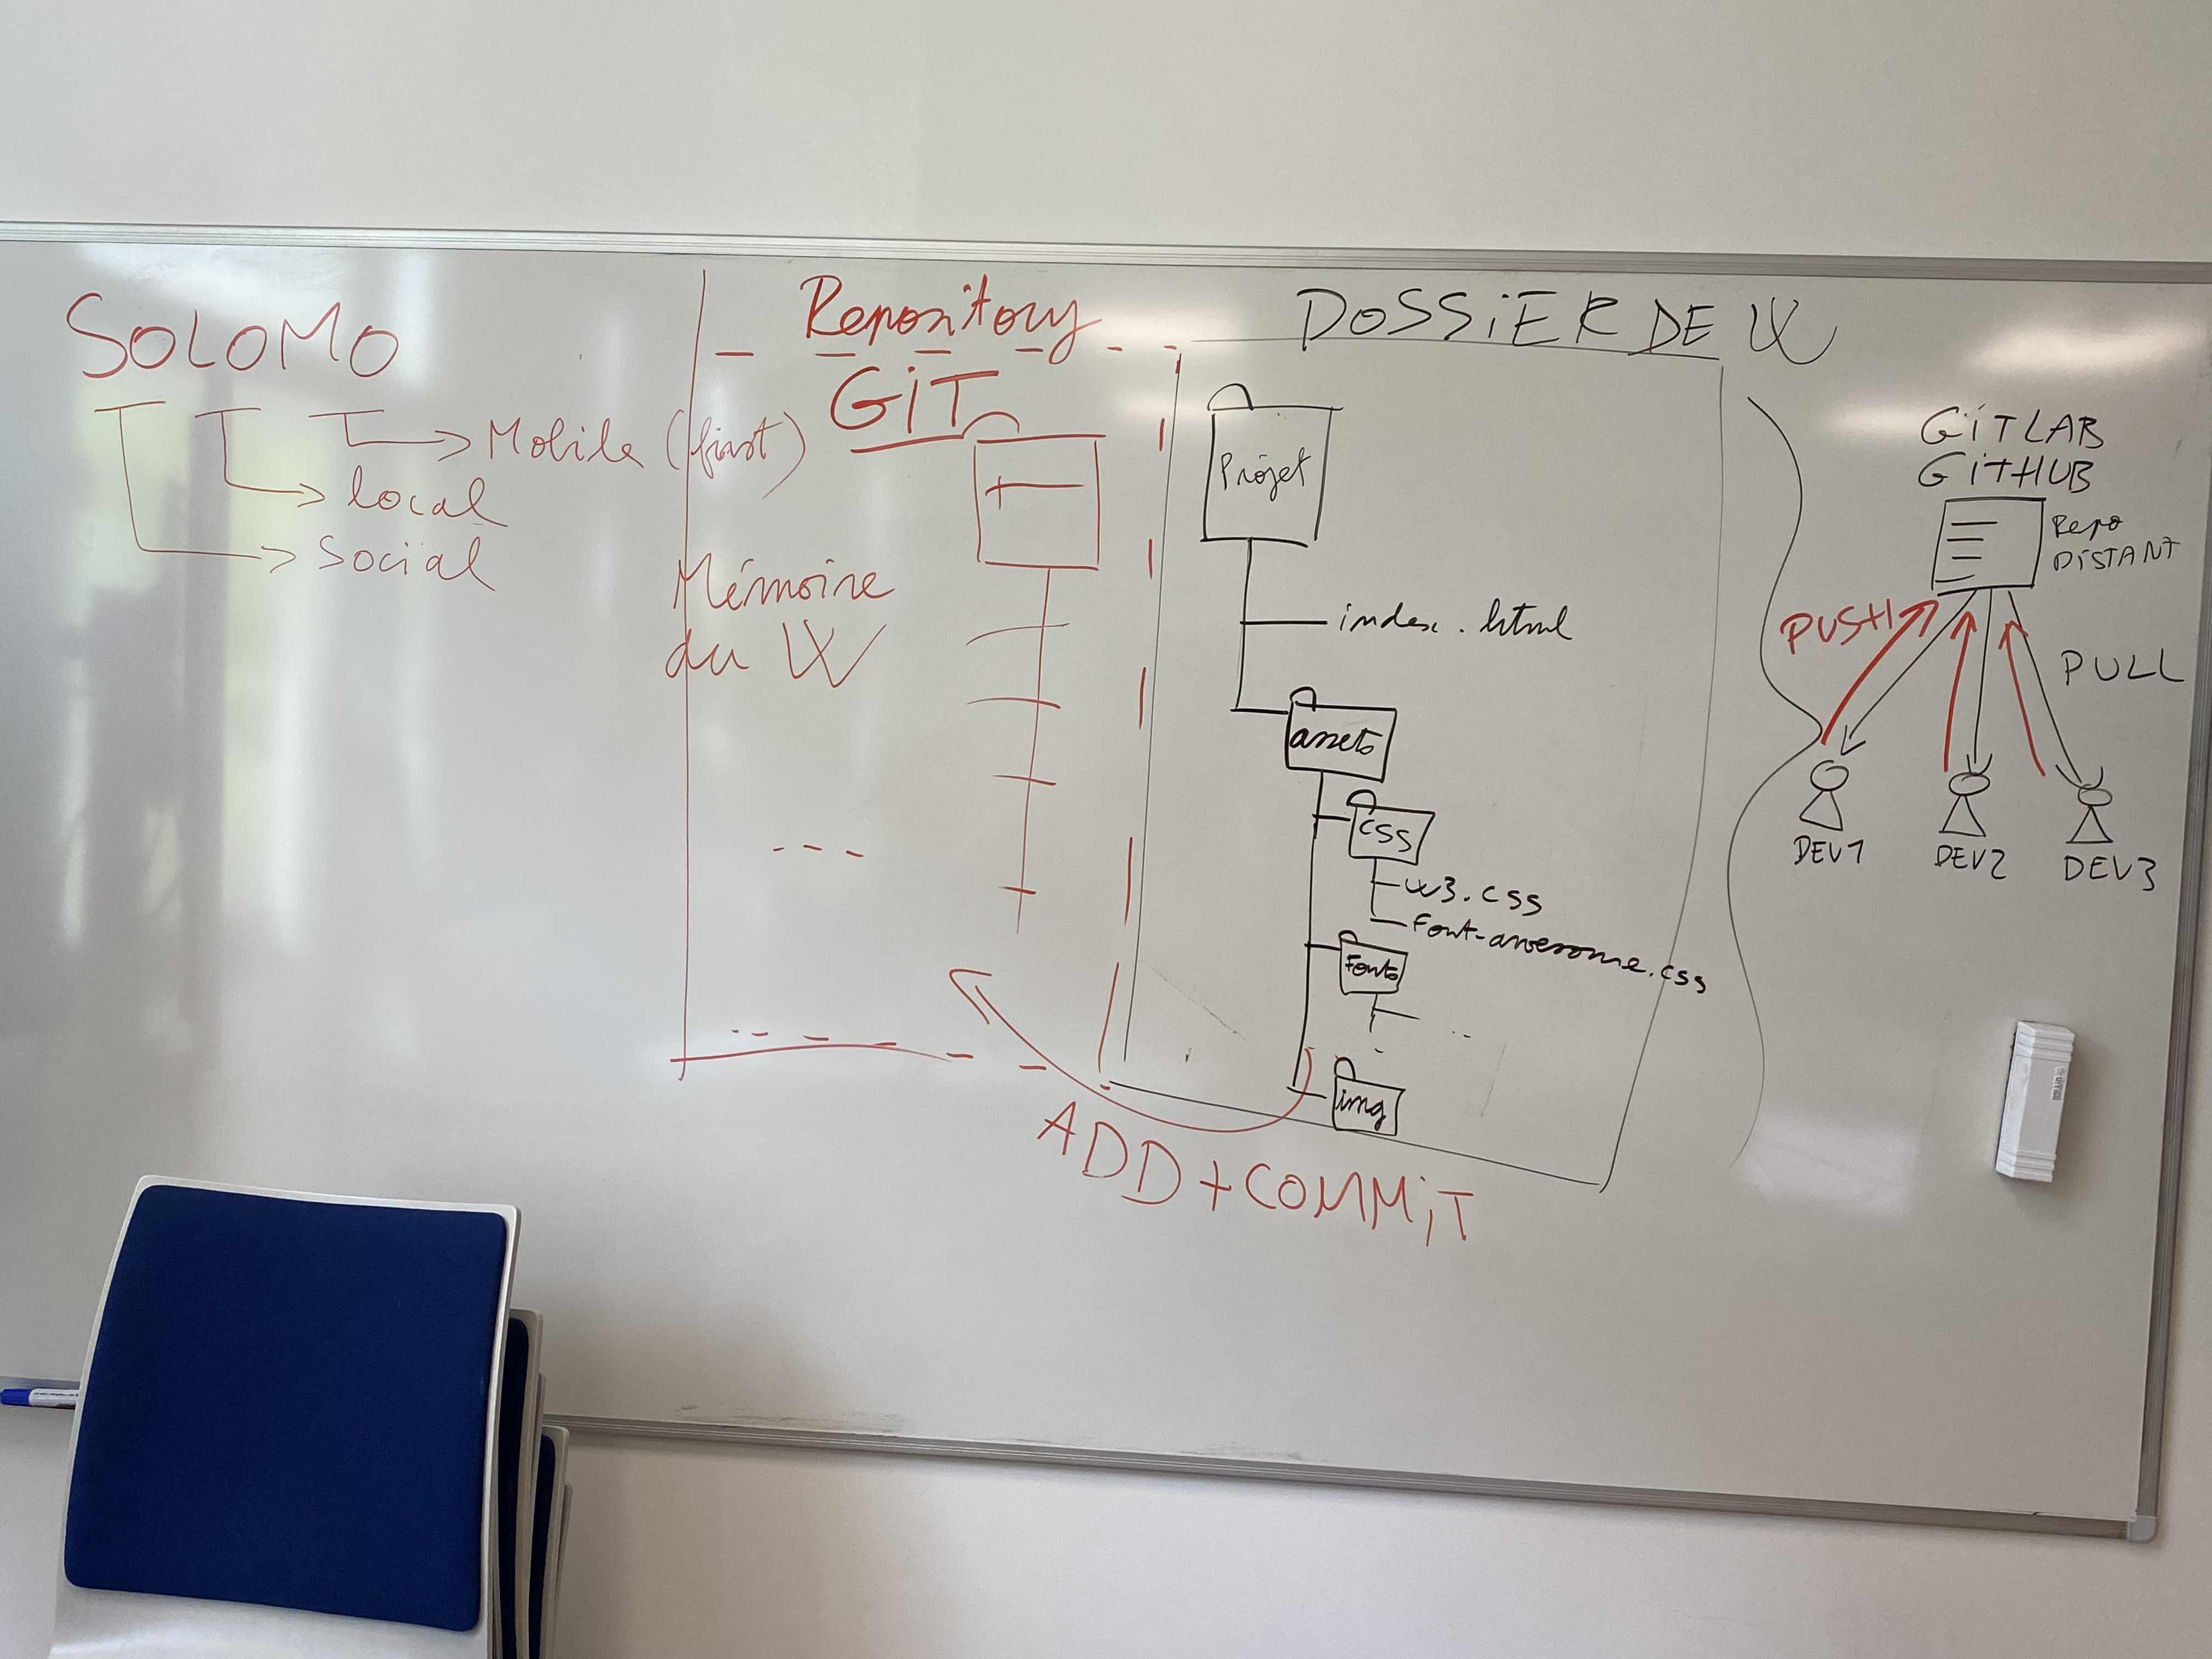 SOLOMO
Mobile (first)
local
social
Repository
GiT
Mémoire
du W
DOSSiER DE W
Projet
index.html
assets
css
w3.css
Font-awesome.css
Fonts
img
ADD + COMMiT
GiTLAB
GiTHUB
Repo
DiSTANT
PUSH
PULL
DEV1
DEV2
DEV3